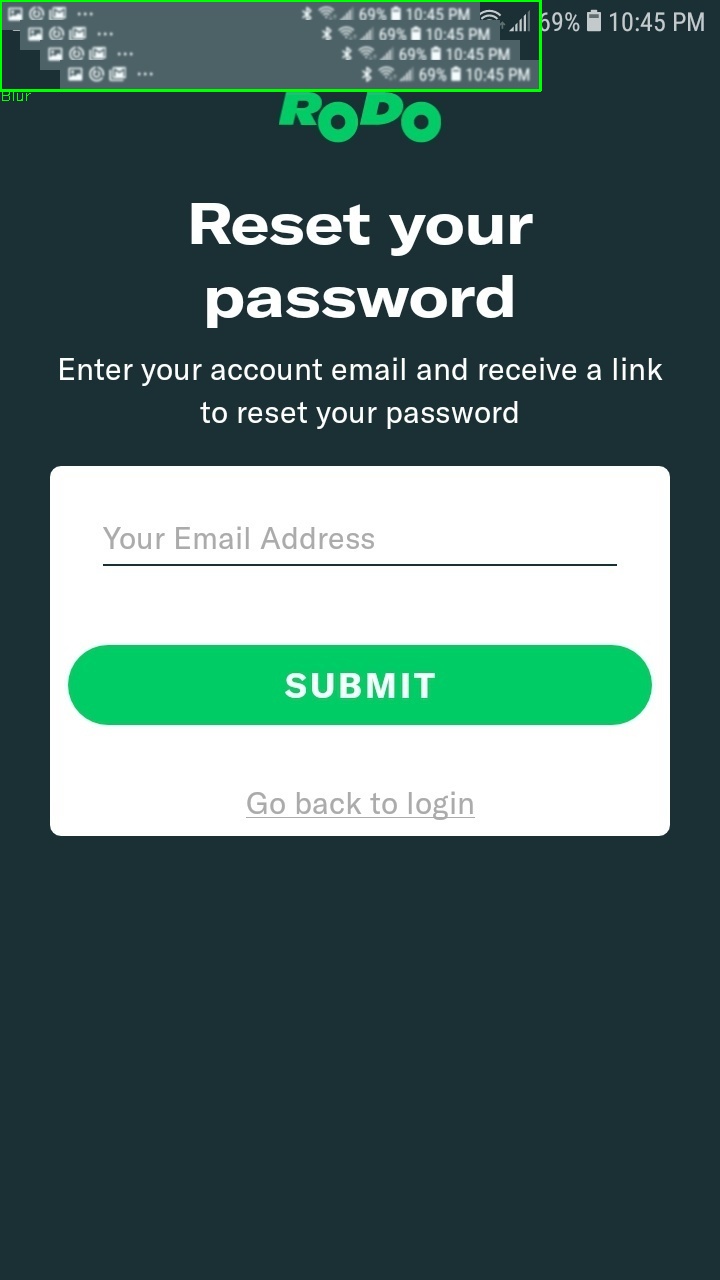 69% 10:45 PM
69% 10:45 PM
69% 10:45 PM
69% 10:45 PM
69% 10:45 PM
Blur
RODO
Reset your
password
Enter your account email and receive a link
to reset your password
Your Email Address
SUBMIT
Go back to login